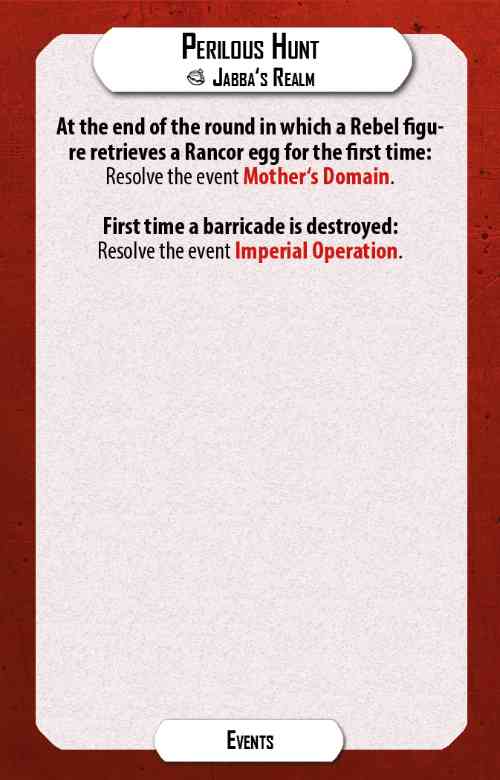 Perilous Hunt
Jabba‘s Realm
At the end of the round in which a Rebel figu-
re retrieves a Rancor egg for the first time:
Resolve the event Mother‘s Domain.
First time a barricade is destroyed:
Resolve the event Imperial Operation.
Events